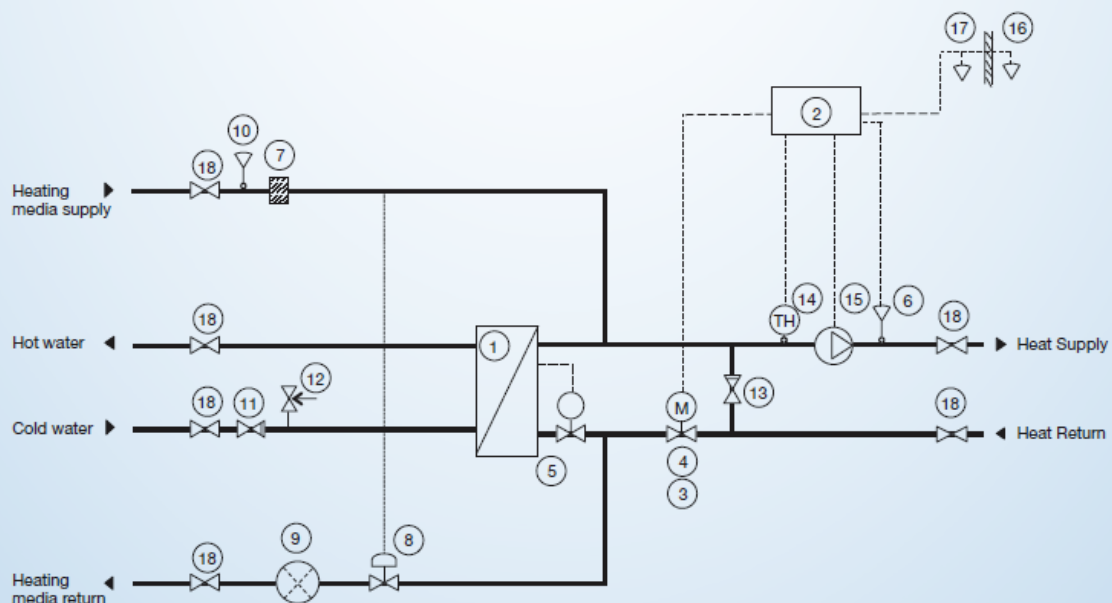 17
16
2
10
7
18
Heating
media supply
14
15
6
18
18
TH
Hot water
1
Heat Supply
12
13
18
11
M
18
Cold water
Heat Return
5
4
3
18
9
8
Heating
media return